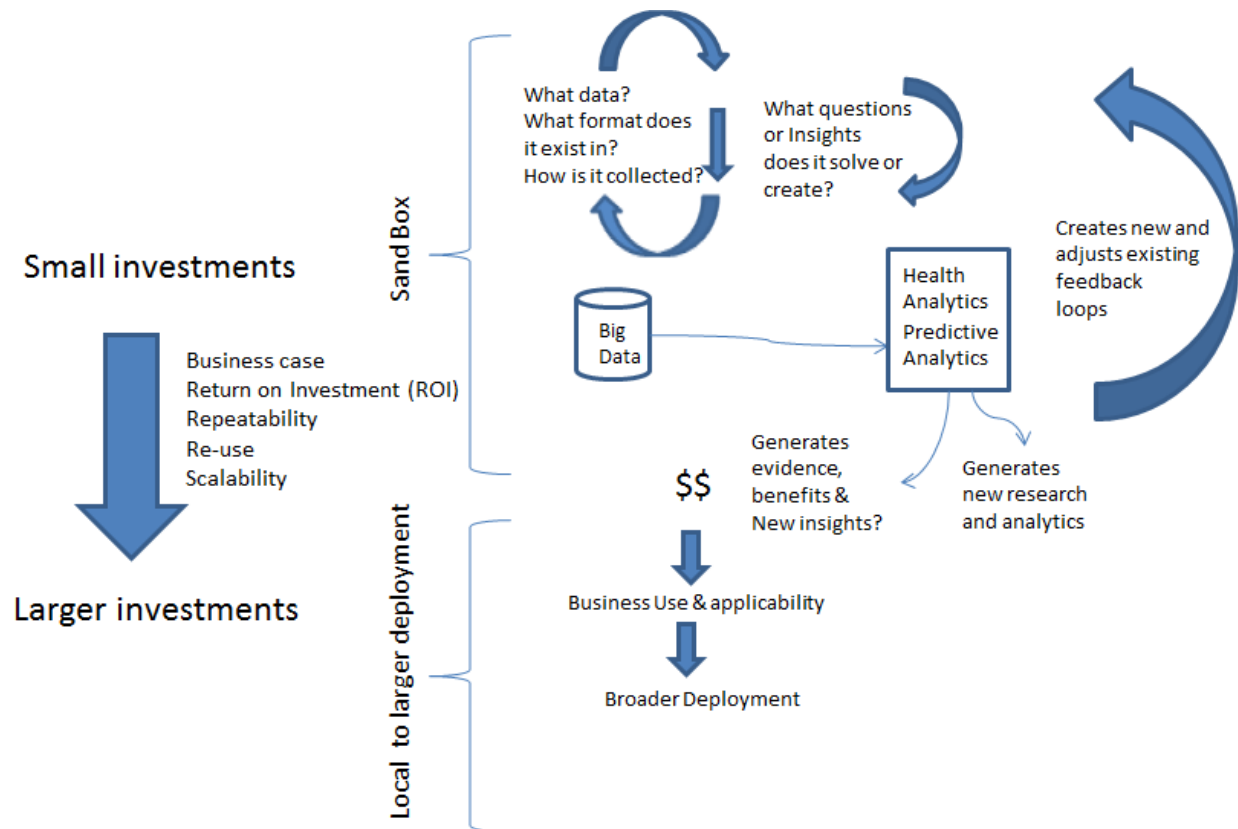 What data?
What format does
it exist in?
How is it collected?
What questions
or Insights
does it solve or
create?
Sand Box
Small investments
Creates new and
adjusts existing
feedback
loops
Health
Analytics
Predictive
Analytics
Big
Data
Business case
Return on Investment (ROI)
Repeatability
Re-use
Scalability
$$
Generates
evidence,
benefits &
New insights?
Generates
new research
and analytics
Larger investments
Local to larger deployment
Business Use & applicability
Broader Deployment